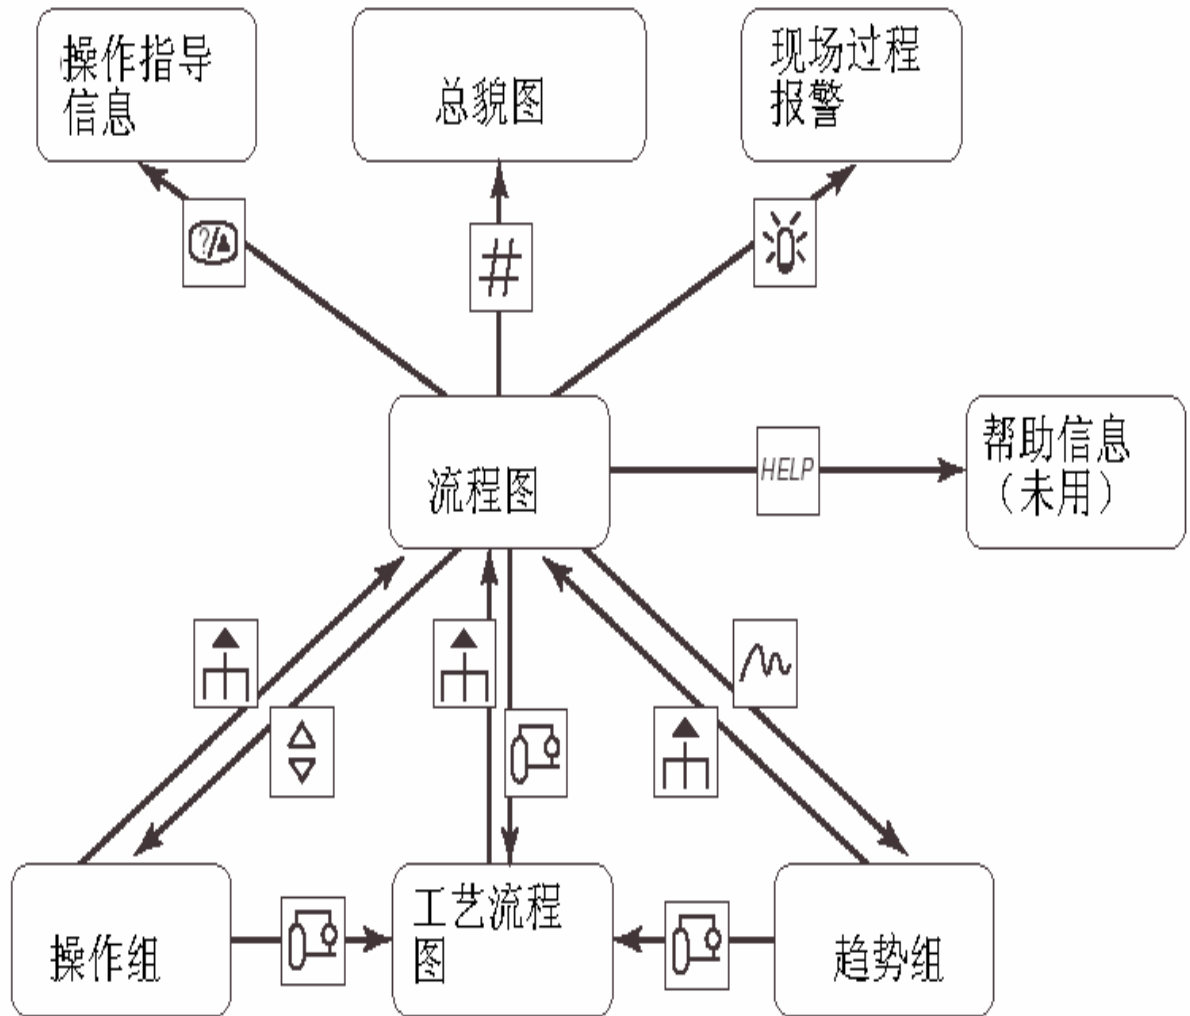 操作指导
信息
总貌图
现场过程
报警
?/▲
#
流程图
HELP
帮助信息
（未用）
操作组
工艺流程
图
趋势组